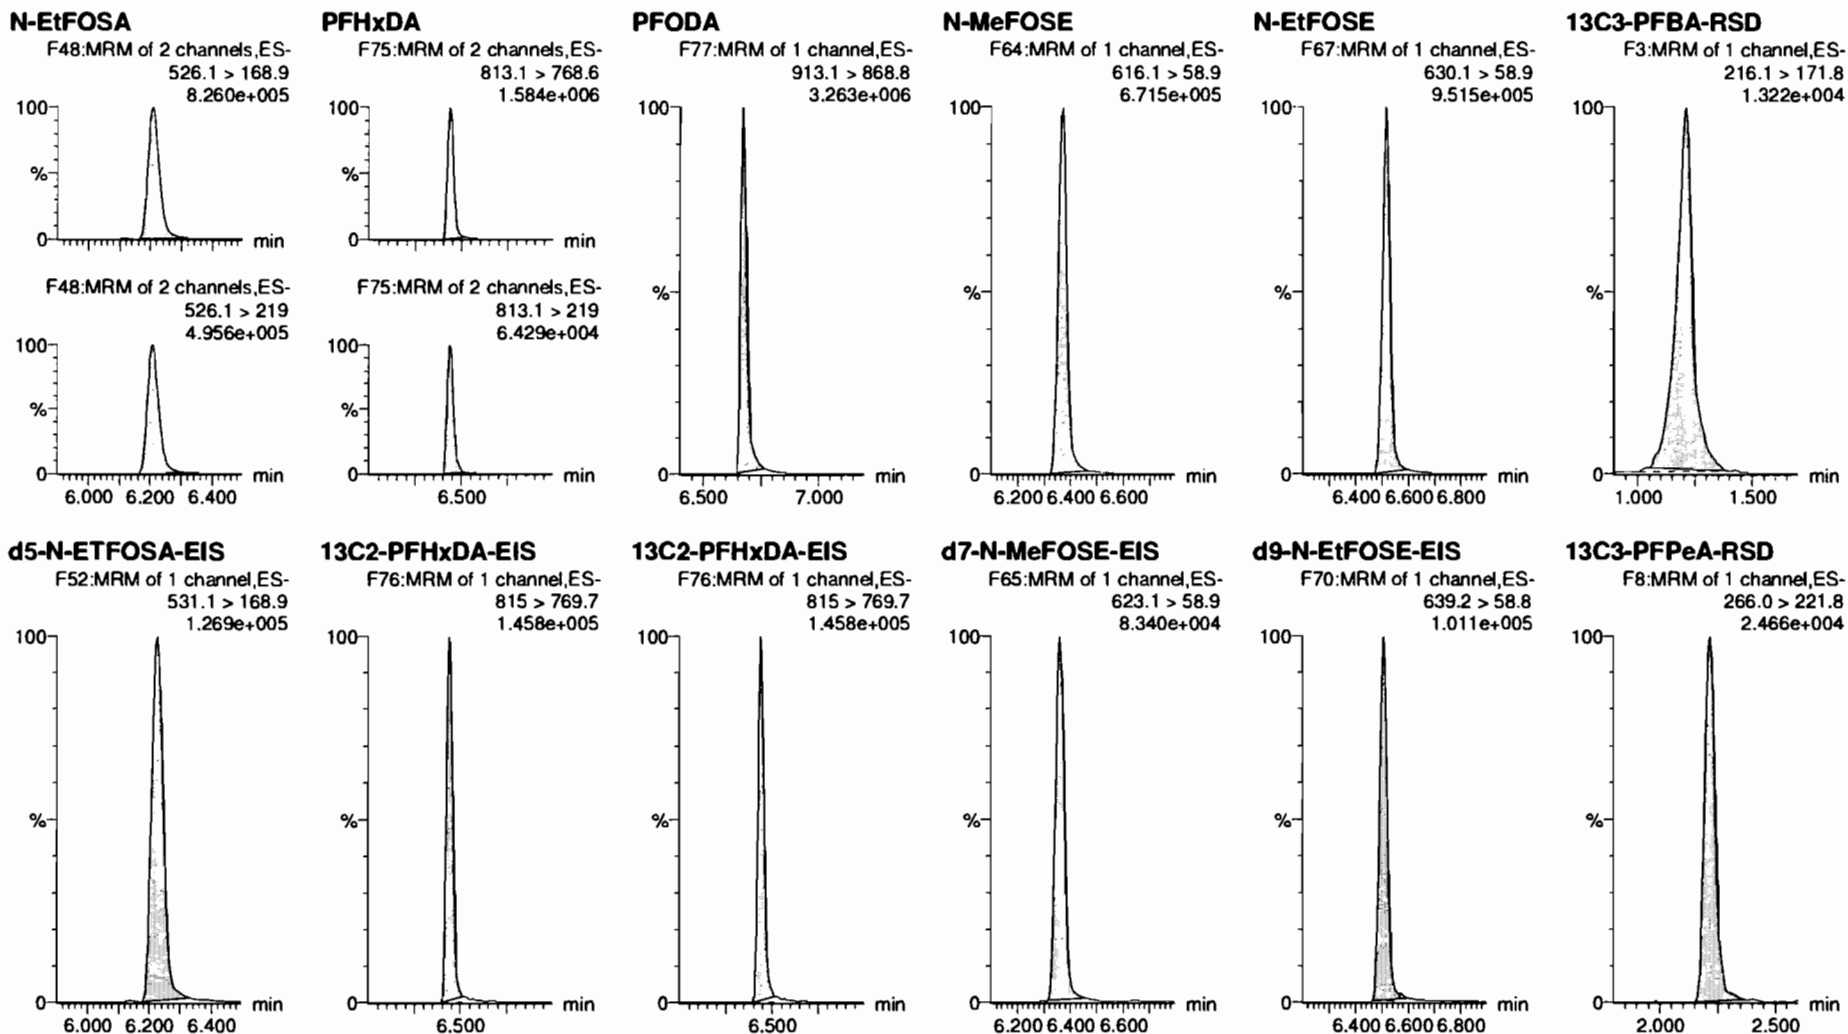 N-EtFOSA
F48:MRM of 2 channels,ES-
526.1 > 168.9
8.260e+005
100
%
0
min
F48:MRM of 2 channels,ES-
526.1 > 219
4.956e+005
100
%
0
min
6.000 6.200 6.400
PFHxDA
F75:MRM of 2 channels,ES-
813.1 > 768.6
1.584e+006
100
%
0
min
F75:MRM of 2 channels,ES-
813.1 > 219
6.429e+004
100
%
0
min
6.500
PFODA
F77:MRM of 1 channel,ES-
913.1 > 868.8
3.263e+006
100
%
0
min
6.500 7.000
N-MeFOSE
F64:MRM of 1 channel,ES-
616.1 > 58.9
6.715e+005
100
%
0
min
6.200 6.400 6.600
N-EtFOSE
F67:MRM of 1 channel,ES-
630.1 > 58.9
9.515e+005
100
%
0
min
6.400 6.600 6.800
13C3-PFBA-RSD
F3:MRM of 1 channel,ES-
216.1 > 171.8
1.322e+004
100
%
0
min
1.000 1.500
d5-N-ETFOSA-EIS
F52:MRM of 1 channel,ES-
531.1 > 168.9
1.269e+005
100
%
0
min
6.000 6.200 6.400
13C2-PFHxDA-EIS
F76:MRM of 1 channel,ES-
815 > 769.7
1.458e+005
100
%
0
min
6.500
13C2-PFHxDA-EIS
F76:MRM of 1 channel,ES-
815 > 769.7
1.458e+005
100
%
0
min
6.500
d7-N-MeFOSE-EIS
F65:MRM of 1 channel,ES-
623.1 > 58.9
8.340e+004
100
%
0
min
6.200 6.400 6.600
d9-N-EtFOSE-EIS
F70:MRM of 1 channel,ES-
639.2 > 58.8
1.011e+005
100
%
0
min
6.400 6.600 6.800
13C3-PFPeA-RSD
F8:MRM of 1 channel,ES-
266.0 > 221.8
2.466e+004
100
%
0
min
2.000 2.500